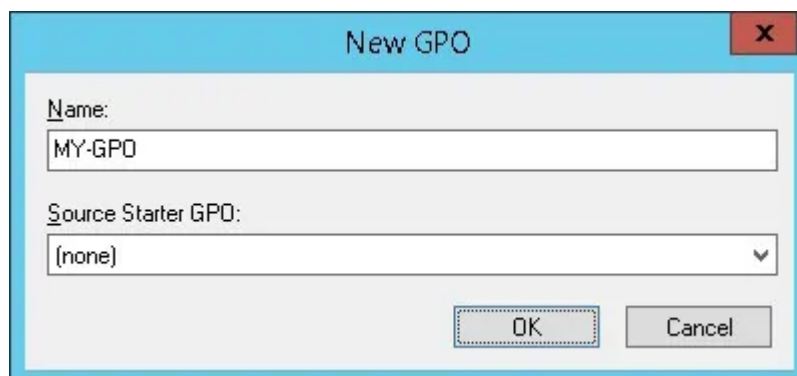 New GPO
x
Name:
MY-GPO
Source Starter GPO:
(none)
OK Cancel